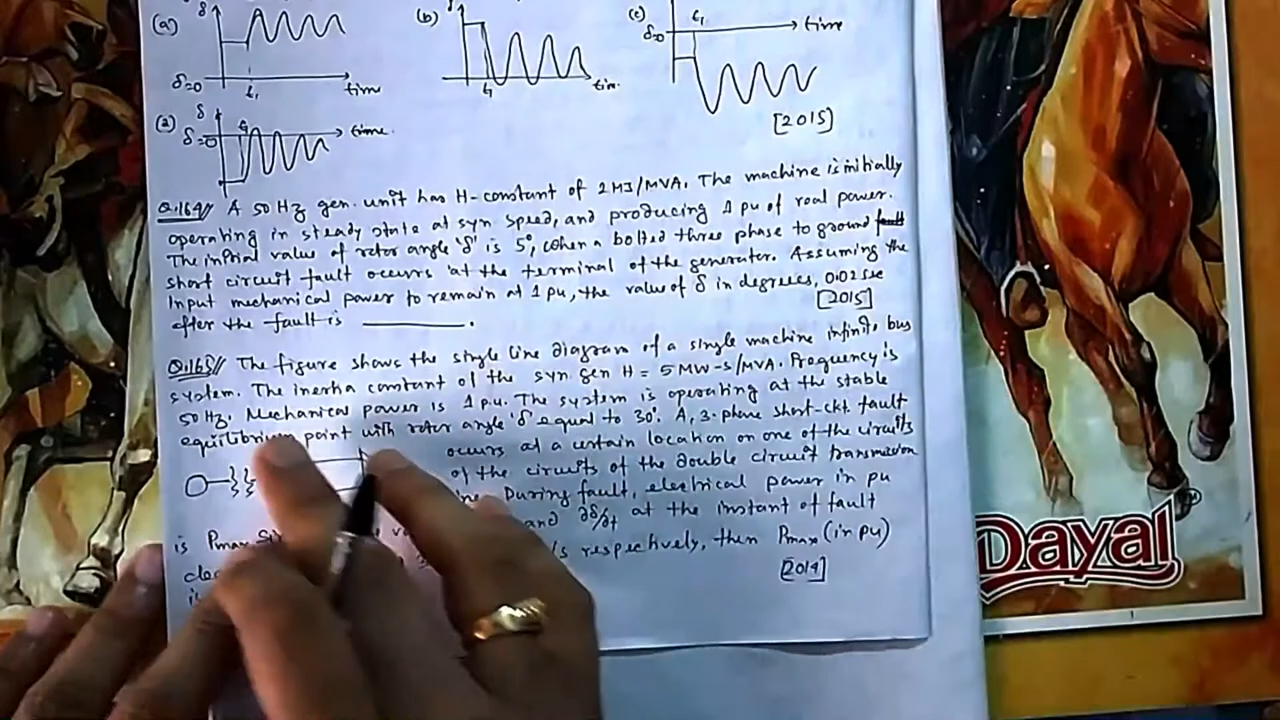 (a) δ (b) (c) t₁ → time
δ=0 t₁ time t₁ tim. δ=0
[2015]
(d) δ δ=0 t₁ → time.
Q.164// A 50 Hz gen. unit has H-constant of 2 MJ/MVA. The machine is initially
operating in steady state at syn speed, and producing 1 pu of real power.
The initial value of rotor angle 'δ' is 5°, when a bolted three phase to ground
short circuit fault occurs at the terminal of the generator. Assuming the
Input mechanical power to remain at 1 pu, the value of δ in degrees, 0.02 sec
after the fault is ________. [2015]
Q.165// The figure shows the single line diagram of a single machine infinite bus
system. The inertia constant of the syn gen H = 5 MW-s/MVA. Frequency is
50 Hz. Mechanical power is 1 pu. The system is operating at the stable
equilibrium point with rotor angle 'δ' equal to 30°. A, 3-phase short-ckt. fault
occurs at a certain location on one of the circuits
of the circuits of the double circuit transmission
During fault, electrical power in pu
is Pmax and ∂δ/∂t at the instant of fault
respectively, then Pmax (in pu)
[2014]
Dayal